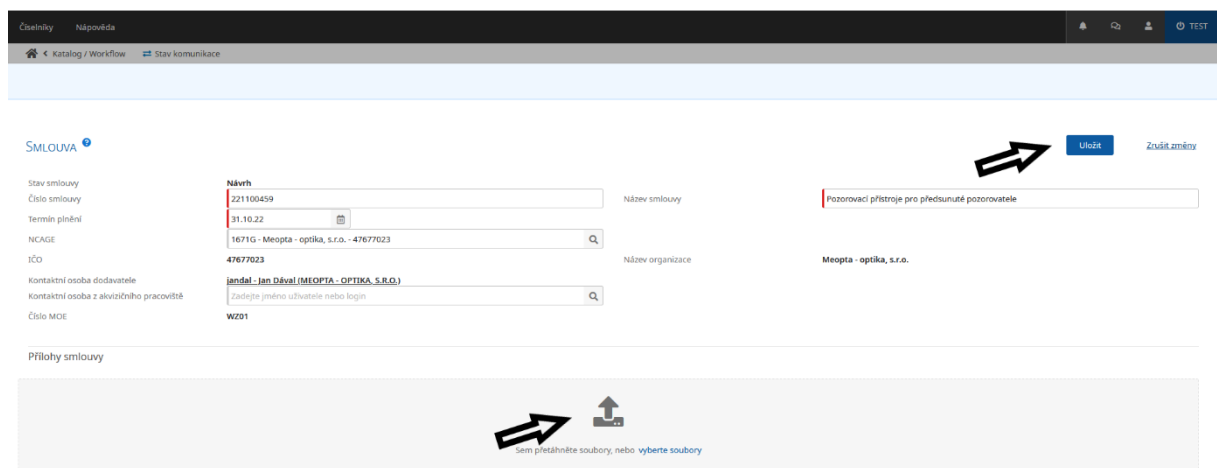 Číselníky Nápověda TEST
Katalog / Workflow Stav komunikace
SMLOUVA ? Uložit Zrušit změny
Stav smlouvy Návrh
Číslo smlouvy 221100459 Název smlouvy Pozorovací přístroje pro předsunuté pozorovatele
Termín plnění 31.10.22
NCAGE 1671G - Meopta - optika, s.r.o. - 47677023
IČO 47677023 Název organizace Meopta - optika, s.r.o.
Kontaktní osoba dodavatele jandal - Jan Dával (MEOPTA - OPTIKA, S.R.O.)
Kontaktní osoba z akvizičního pracoviště Zadejte jméno uživatele nebo login
Číslo MOE WZ01
Přílohy smlouvy
Sem přetáhněte soubory, nebo vyberte soubory